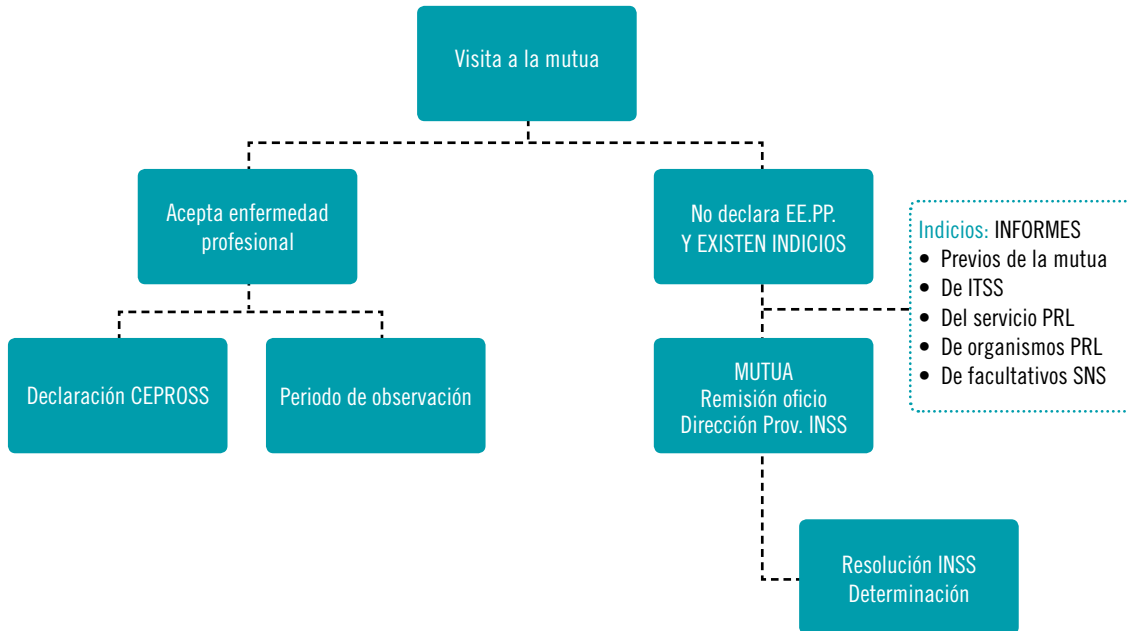 Visita a la mutua
Acepta enfermedad
profesional
No declara EE.PP.
Y EXISTEN INDICIOS
Indicios: INFORMES
• Previos de la mutua
• De ITSS
• Del servicio PRL
• De organismos PRL
• De facultativos SNS
Declaración CEPROSS
Periodo de observación
MUTUA
Remisión oficio
Dirección Prov. INSS
Resolución INSS
Determinación